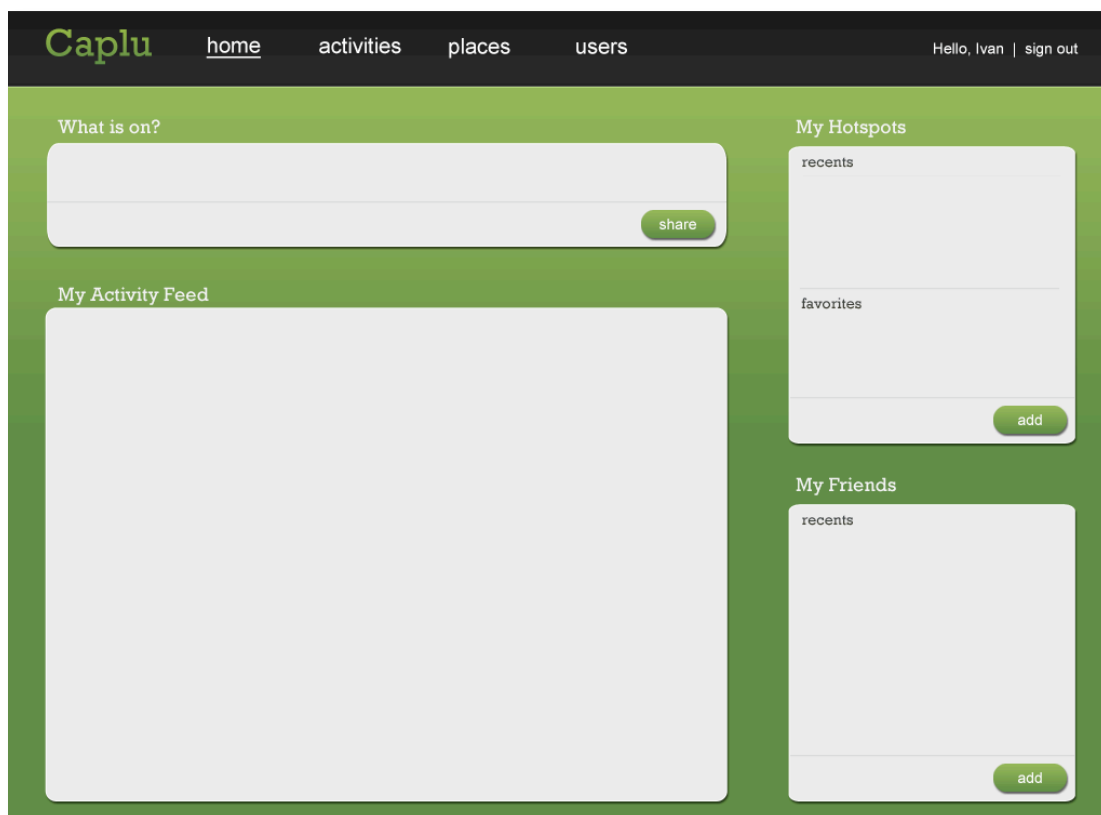 Caplu home activities places users Hello, Ivan | sign out
What is on?
share
My Activity Feed
My Hotspots
recents
favorites
add
My Friends
recents
add